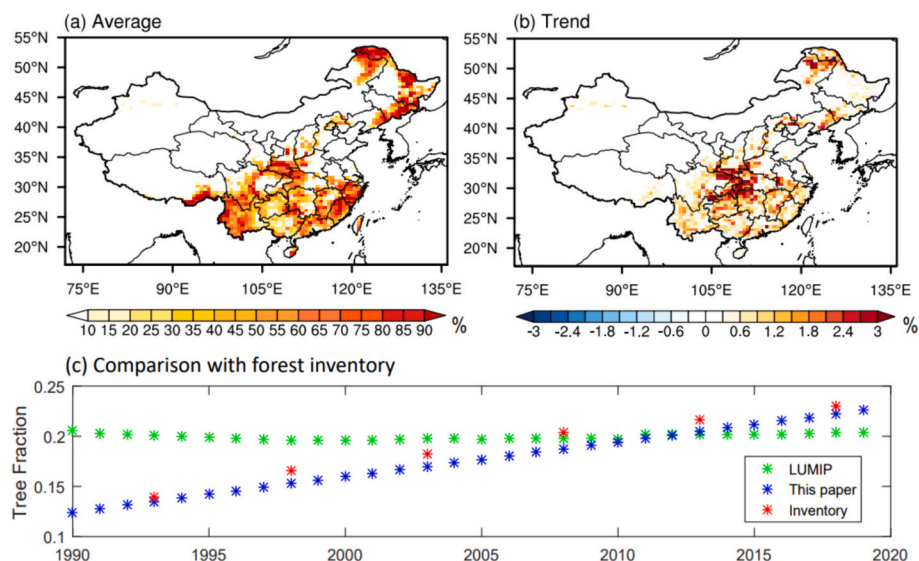 (a) Average
(b) Trend
55°N
50°N
45°N
40°N
35°N
30°N
25°N
20°N
75°E 90°E 105°E 120°E 135°E
10 15 20 25 30 35 40 45 50 55 60 65 70 75 80 85 90 %
55°N
50°N
45°N
40°N
35°N
30°N
25°N
20°N
75°E 90°E 105°E 120°E 135°E
-3 -2.4 -1.8 -1.2 -0.6 0 0.6 1.2 1.8 2.4 3 %
(c) Comparison with forest inventory
Tree Fraction
0.25
0.2
0.15
0.1
LUMIP
This paper
Inventory
1990 1995 2000 2005 2010 2015 2020